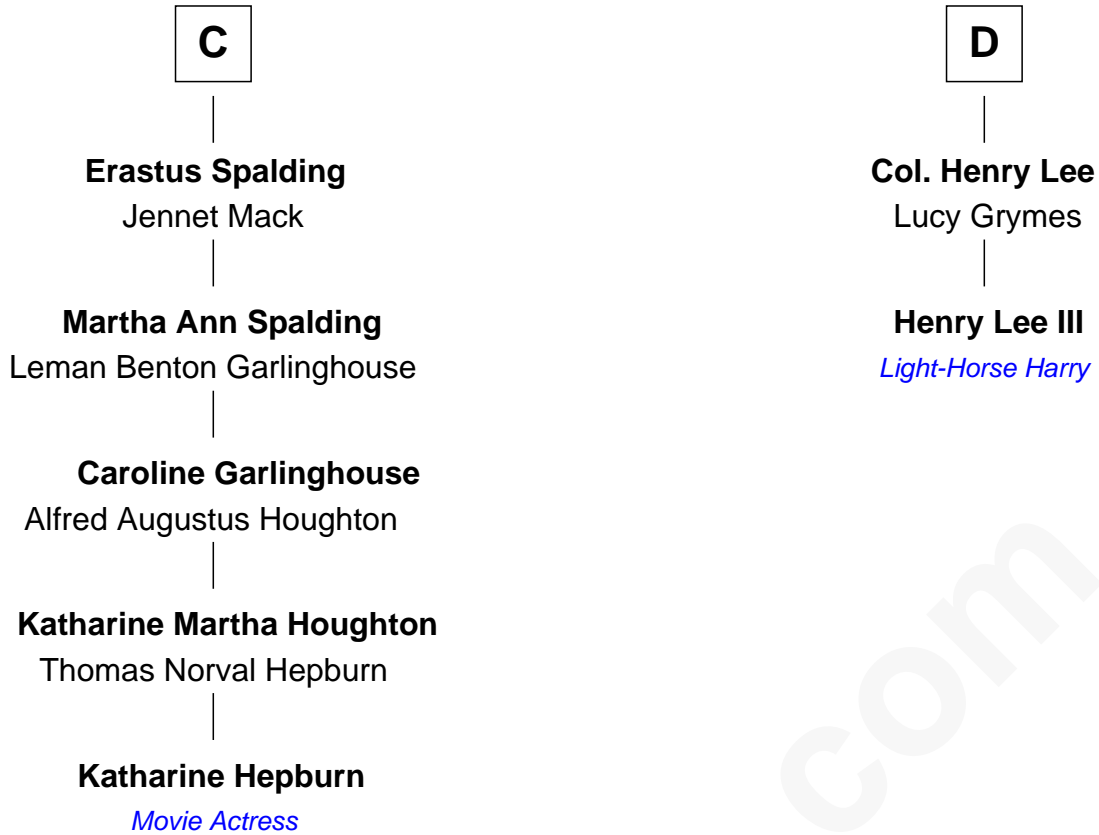 C
Erastus Spalding
Jennet Mack
Martha Ann Spalding
Leman Benton Garlinghouse
Caroline Garlinghouse
Alfred Augustus Houghton
Katharine Martha Houghton
Thomas Norval Hepburn
Katharine Hepburn
Movie Actress
D
Col. Henry Lee
Lucy Grymes
Henry Lee III
Light-Horse Harry
com